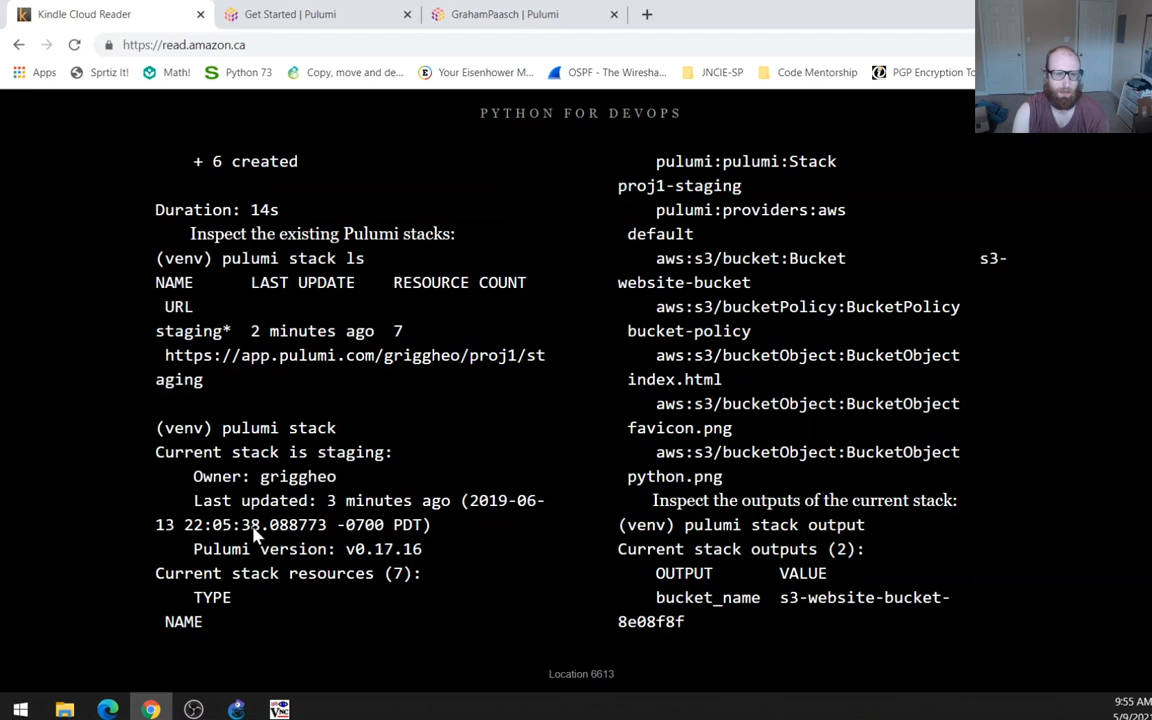 Kindle Cloud Reader
Get Started | Pulumi
GrahamPaasch | Pulumi
https://read.amazon.ca
Apps
Sprtiz It!
Math!
Python 73
Copy, move and de...
Your Eisenhower M...
OSPF - The Wiresha...
JNCIE-SP
Code Mentorship
PGP Encryption To
PYTHON FOR DEVOPS
+ 6 created
Duration: 14s
Inspect the existing Pulumi stacks:
(venv) pulumi stack ls
NAME LAST UPDATE RESOURCE COUNT
URL
staging* 2 minutes ago 7
https://app.pulumi.com/griggheo/proj1/st
aging
(venv) pulumi stack
Current stack is staging:
Owner: griggheo
Last updated: 3 minutes ago (2019-06-
13 22:05:38.088773 -0700 PDT)
Pulumi version: v0.17.16
Current stack resources (7):
TYPE
NAME
pulumi:pulumi:Stack
proj1-staging
pulumi:providers:aws
default
aws:s3/bucket:Bucket s3-
website-bucket
aws:s3/bucketPolicy:BucketPolicy
bucket-policy
aws:s3/bucketObject:BucketObject
index.html
aws:s3/bucketObject:BucketObject
favicon.png
aws:s3/bucketObject:BucketObject
python.png
Inspect the outputs of the current stack:
(venv) pulumi stack output
Current stack outputs (2):
OUTPUT VALUE
bucket_name s3-website-bucket-
8e08f8f
Location 6613
9:55 AM
5/9/202